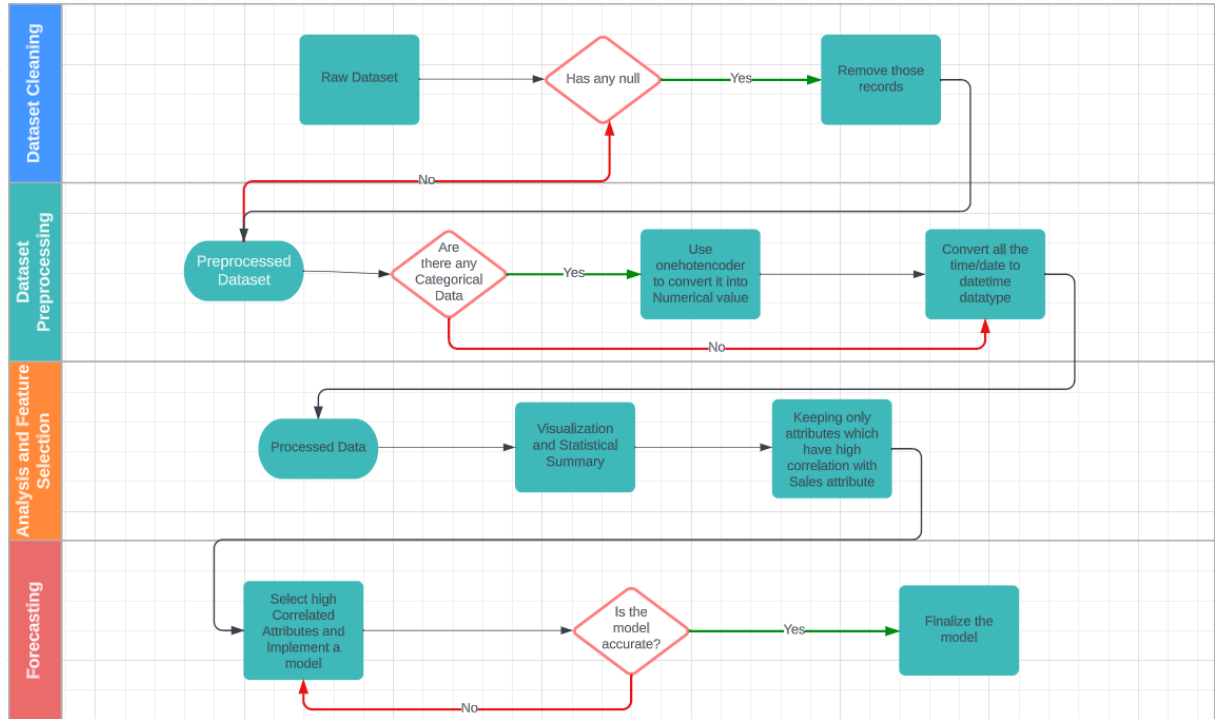 Dataset Cleaning
Raw Dataset
Has any null
Yes
Remove those
records
No
Dataset
Preprocessing
Preprocessed
Dataset
Are
there any
Categorical
Data
Yes
Use
onehotencoder
to convert it into
Numerical value
Convert all the
time/date to
datetime
datatype
No
Analysis and Feature
Selection
Processed Data
Visualization
and Statistical
Summary
Keeping only
attributes which
have high
correlation with
Sales attribute
Forecasting
Select high
Correlated
Attributes and
Implement a
model
Is the
model
accurate?
Yes
Finalize the
model
No